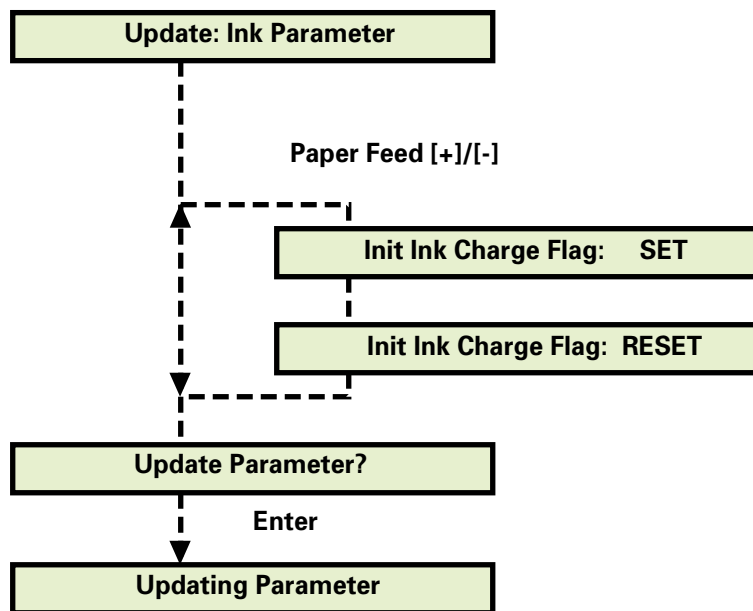 Update: Ink Parameter
Paper Feed [+]/[-]
Init Ink Charge Flag: SET
Init Ink Charge Flag: RESET
Update Parameter?
Enter
Updating Parameter